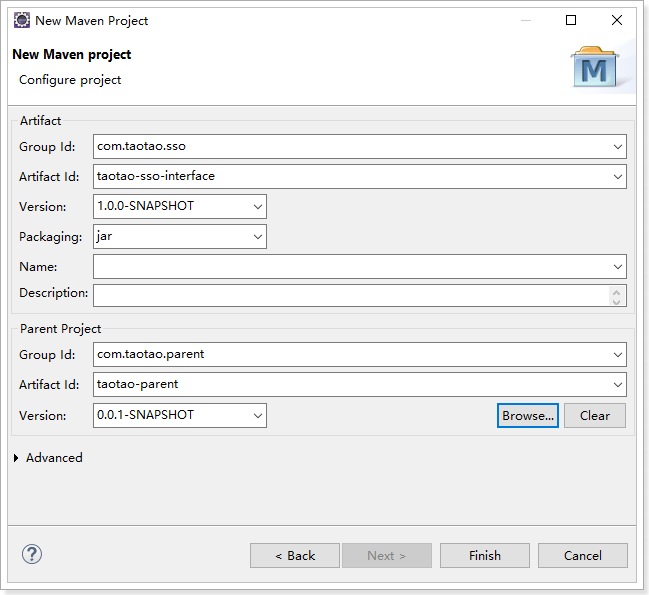 New Maven Project
New Maven project
Configure project
M
Artifact
Group Id: com.taotao.sso
Artifact Id: taotao-sso-interface
Version: 1.0.0-SNAPSHOT
Packaging: jar
Name:
Description:
Parent Project
Group Id: com.taotao.parent
Artifact Id: taotao-parent
Version: 0.0.1-SNAPSHOT Browse... Clear
Advanced
? < Back Next > Finish Cancel